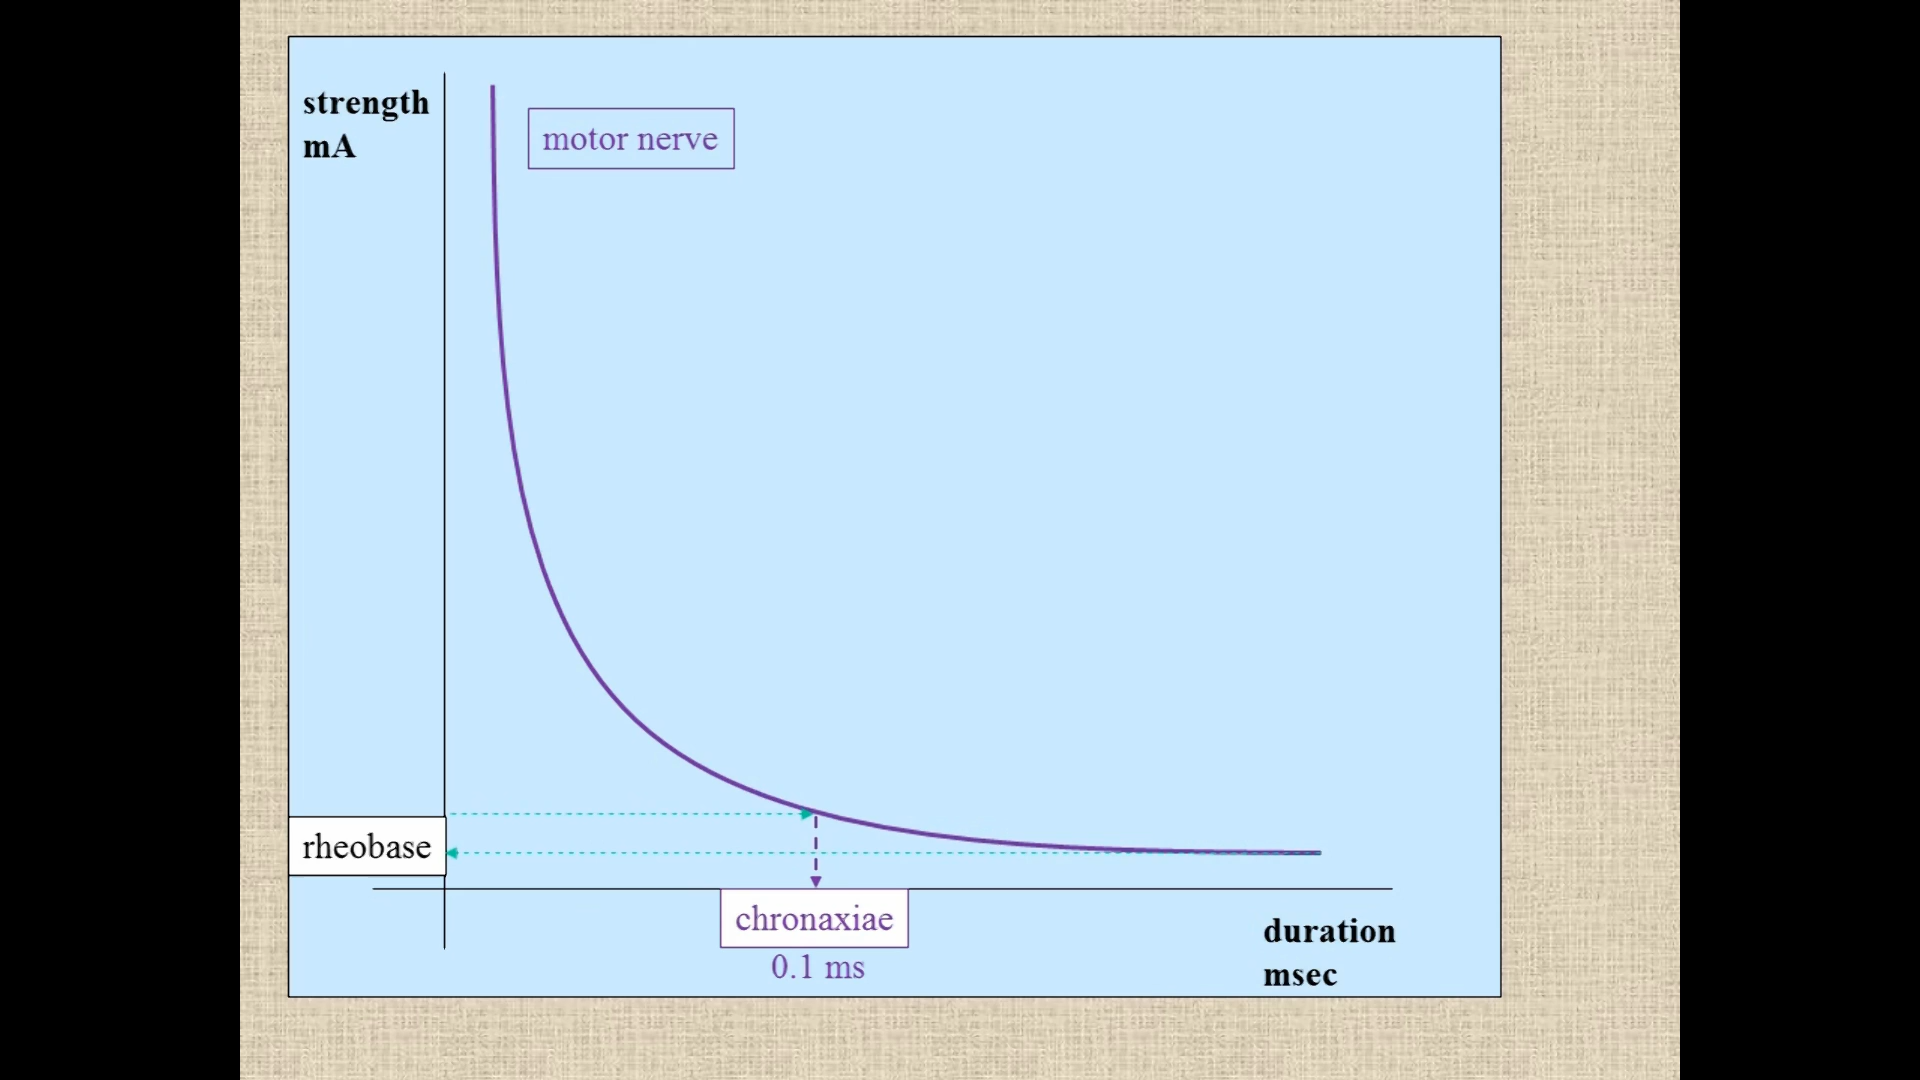 strength
mA
motor nerve
rheobase
chronaxiae
0.1 ms
duration
msec